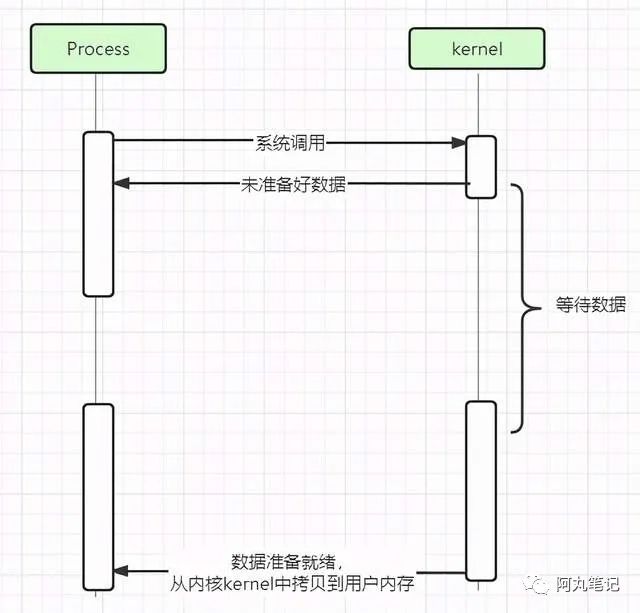 Process
kernel
系统调用
未准备好数据
等待数据
数据准备就绪，
从内核kernel中拷贝到用户内存
阿丸笔记